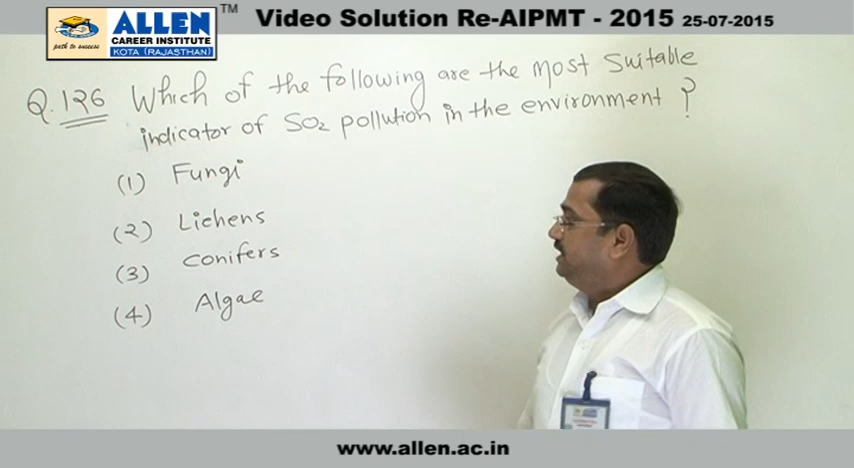 ALLEN
CAREER INSTITUTE
KOTA (RAJASTHAN)
path to success
TM
Video Solution Re-AIPMT - 2015 25-07-2015
Q.126 Which of the following are the most suitable
indicator of SO2 pollution in the environment ?
(1) Fungi
(2) Lichens
(3) Conifers
(4) Algae
www.allen.ac.in